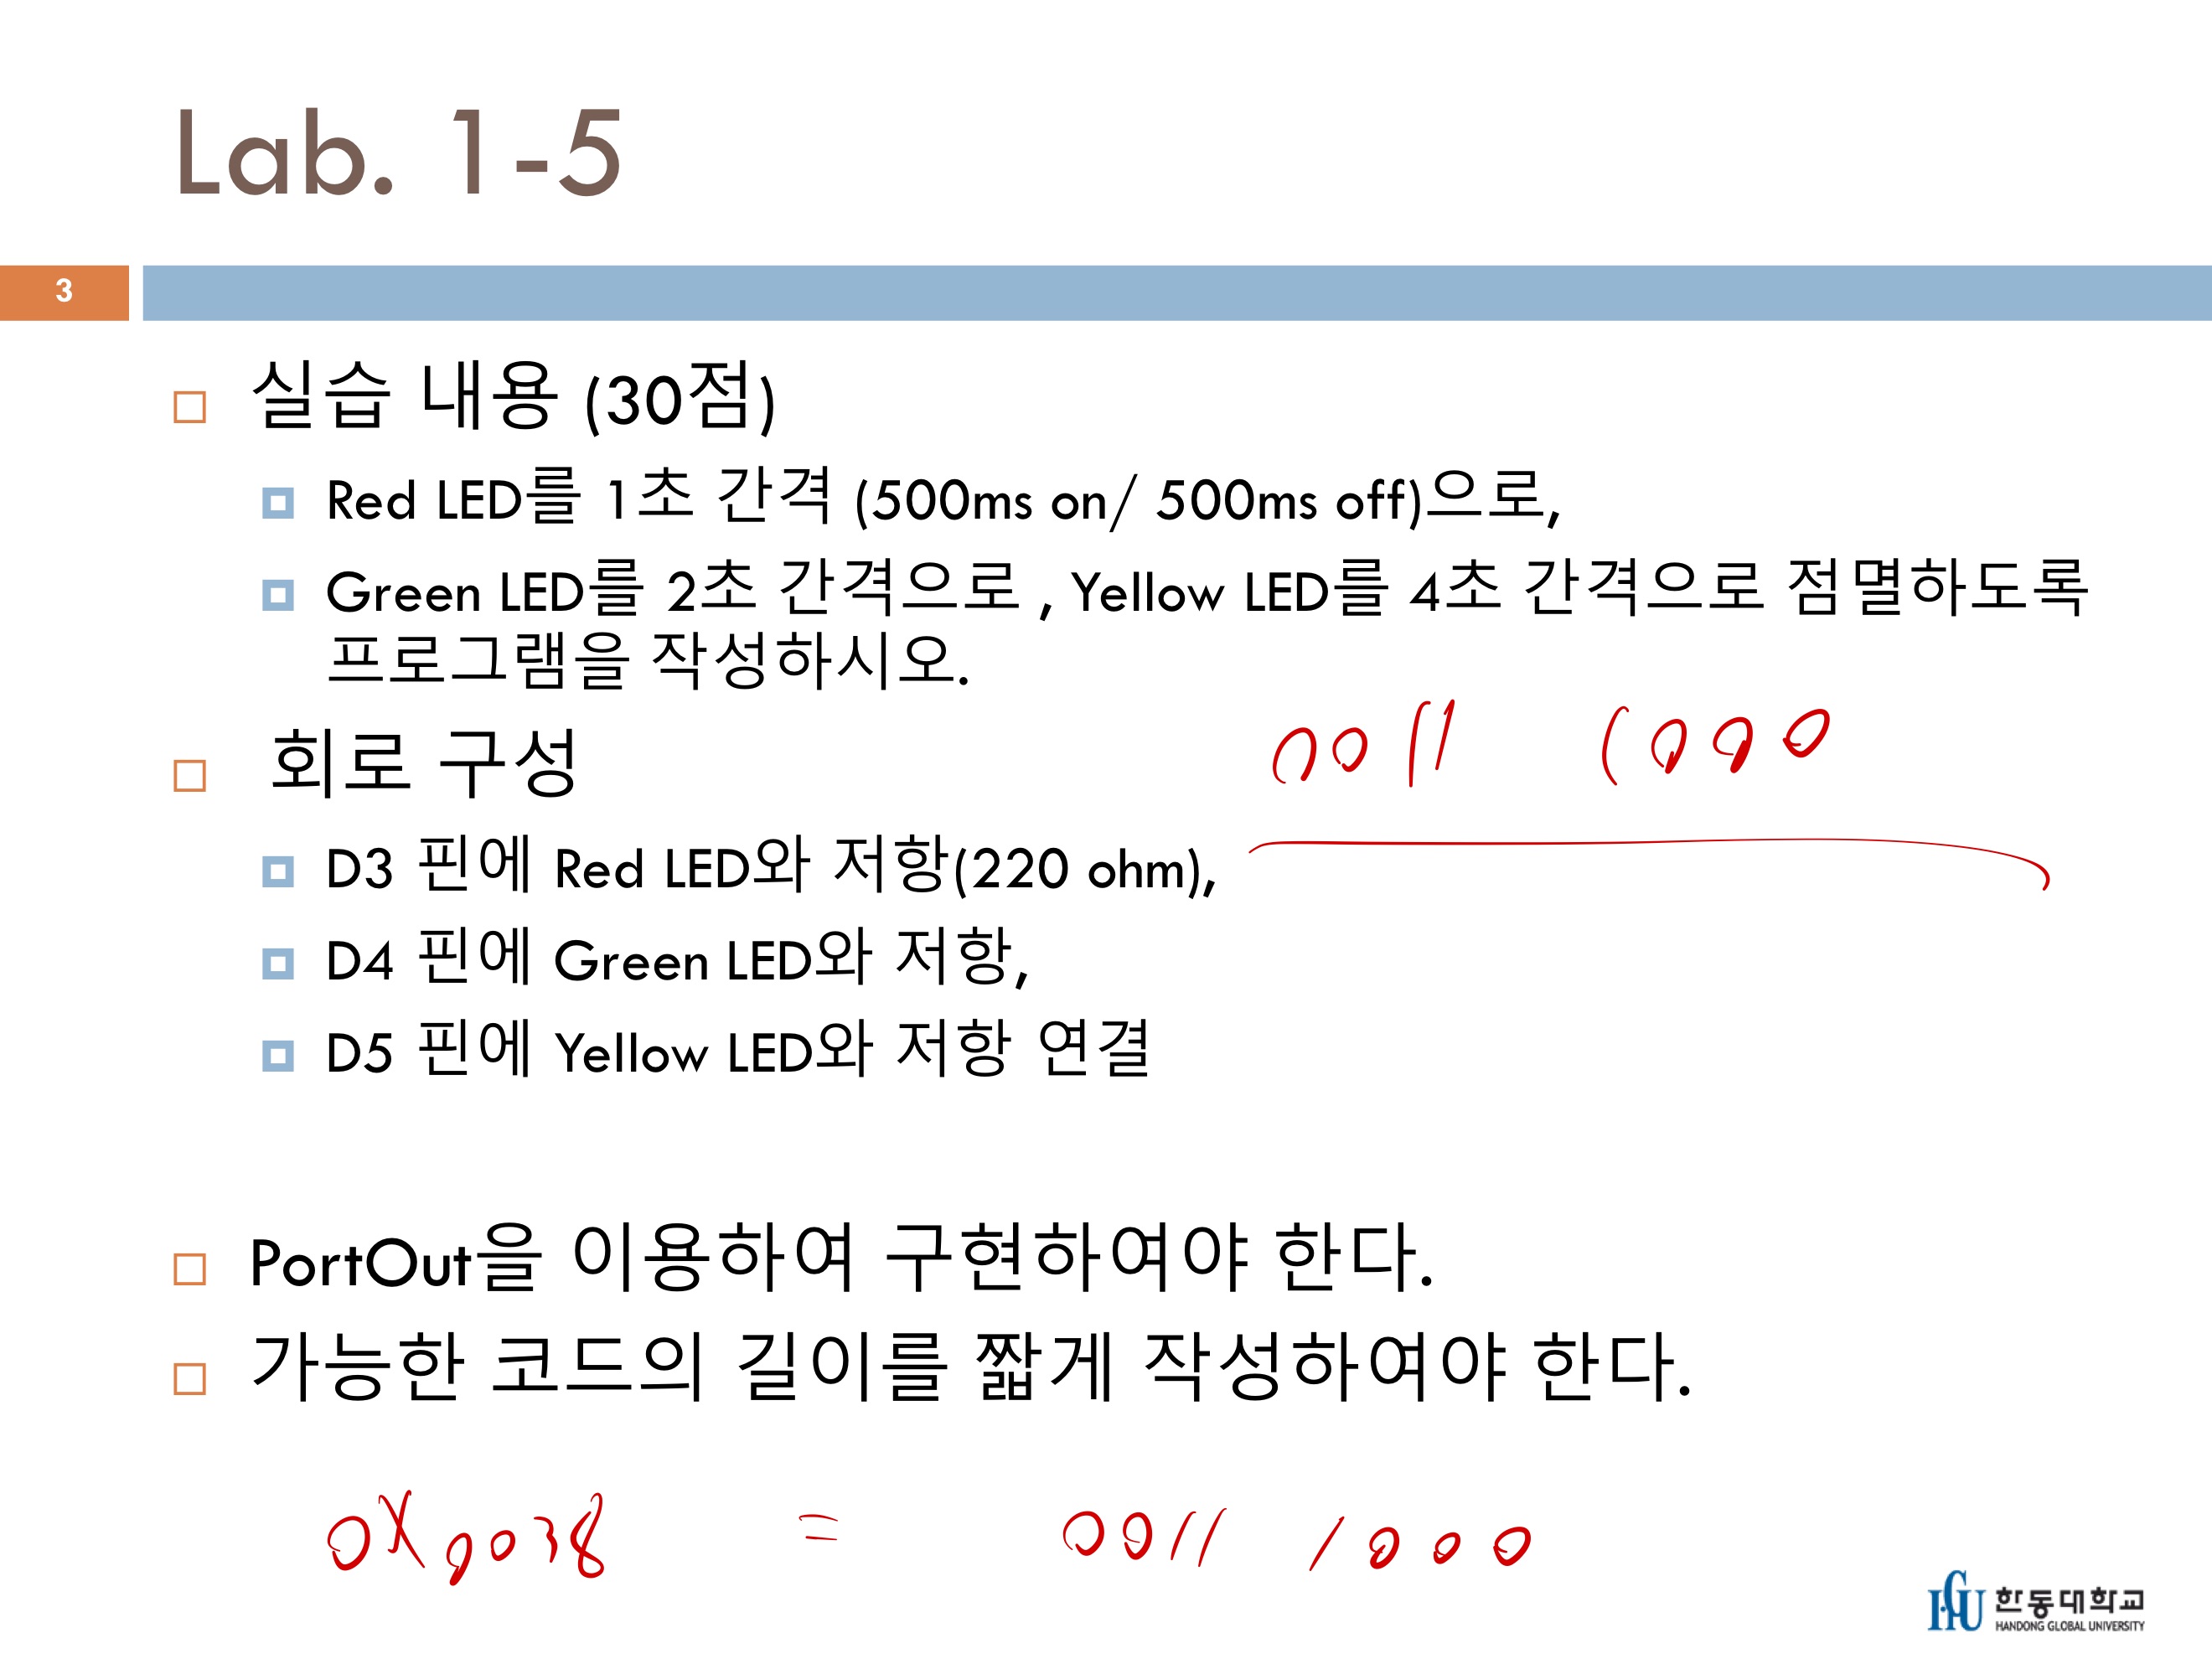 Lab. 1-5
3
실습 내용 (30점)
Red LED를 1초 간격 (500ms on/ 500ms off)으로,
Green LED를 2초 간격으로, Yellow LED를 4초 간격으로 점멸하도록
프로그램을 작성하시오.
0011 1000
회로 구성
D3 핀에 Red LED와 저항(220 ohm),
D4 핀에 Green LED와 저항,
D5 핀에 Yellow LED와 저항 연결
PortOut을 이용하여 구현하여야 한다.
가능한 코드의 길이를 짧게 작성하여야 한다.
0X0038 = 0011 1000
HGU 한동대학교
HANDONG GLOBAL UNIVERSITY